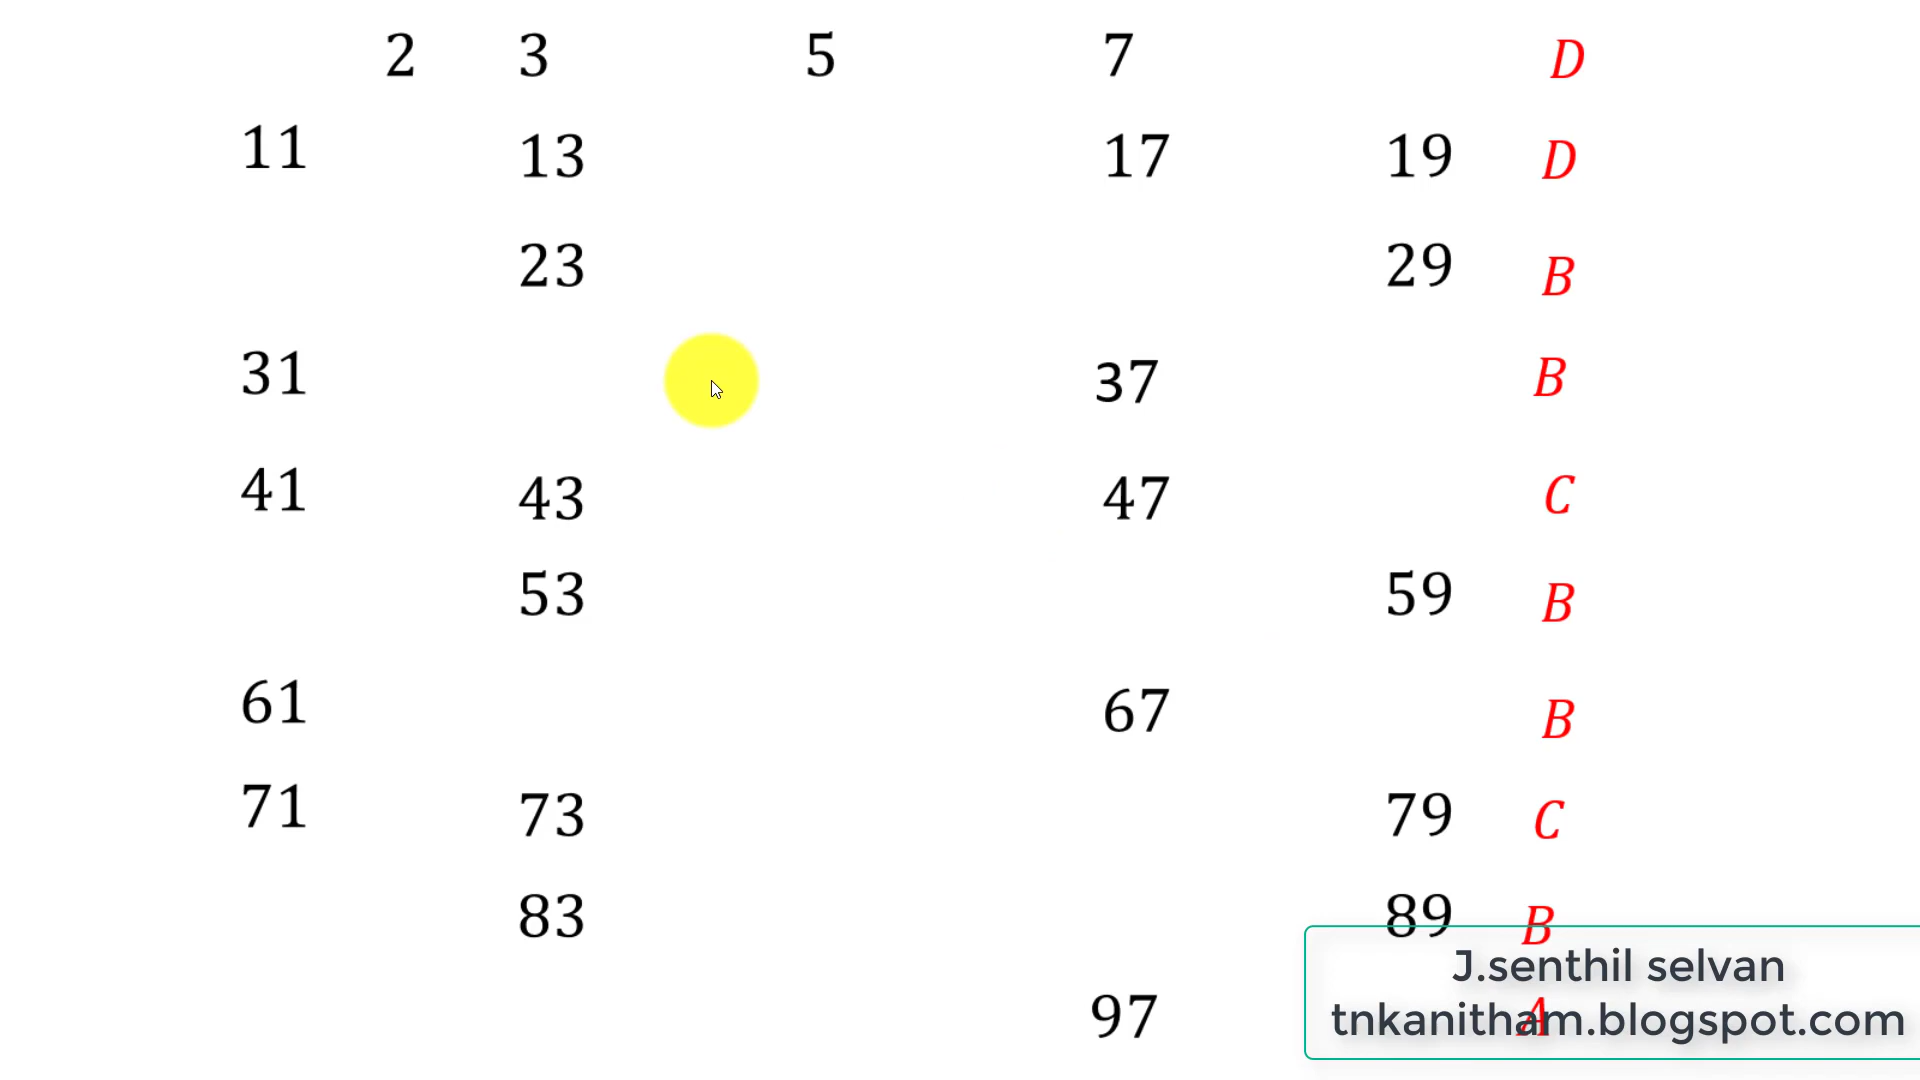 2 3 5 7 D
11 13 17 19 D
23 29 B
31 37 B
41 43 47 C
53 59 B
61 67 B
71 73 79 C
83 89 B
J.senthil selvan
97 A
tnkanitham.blogspot.com